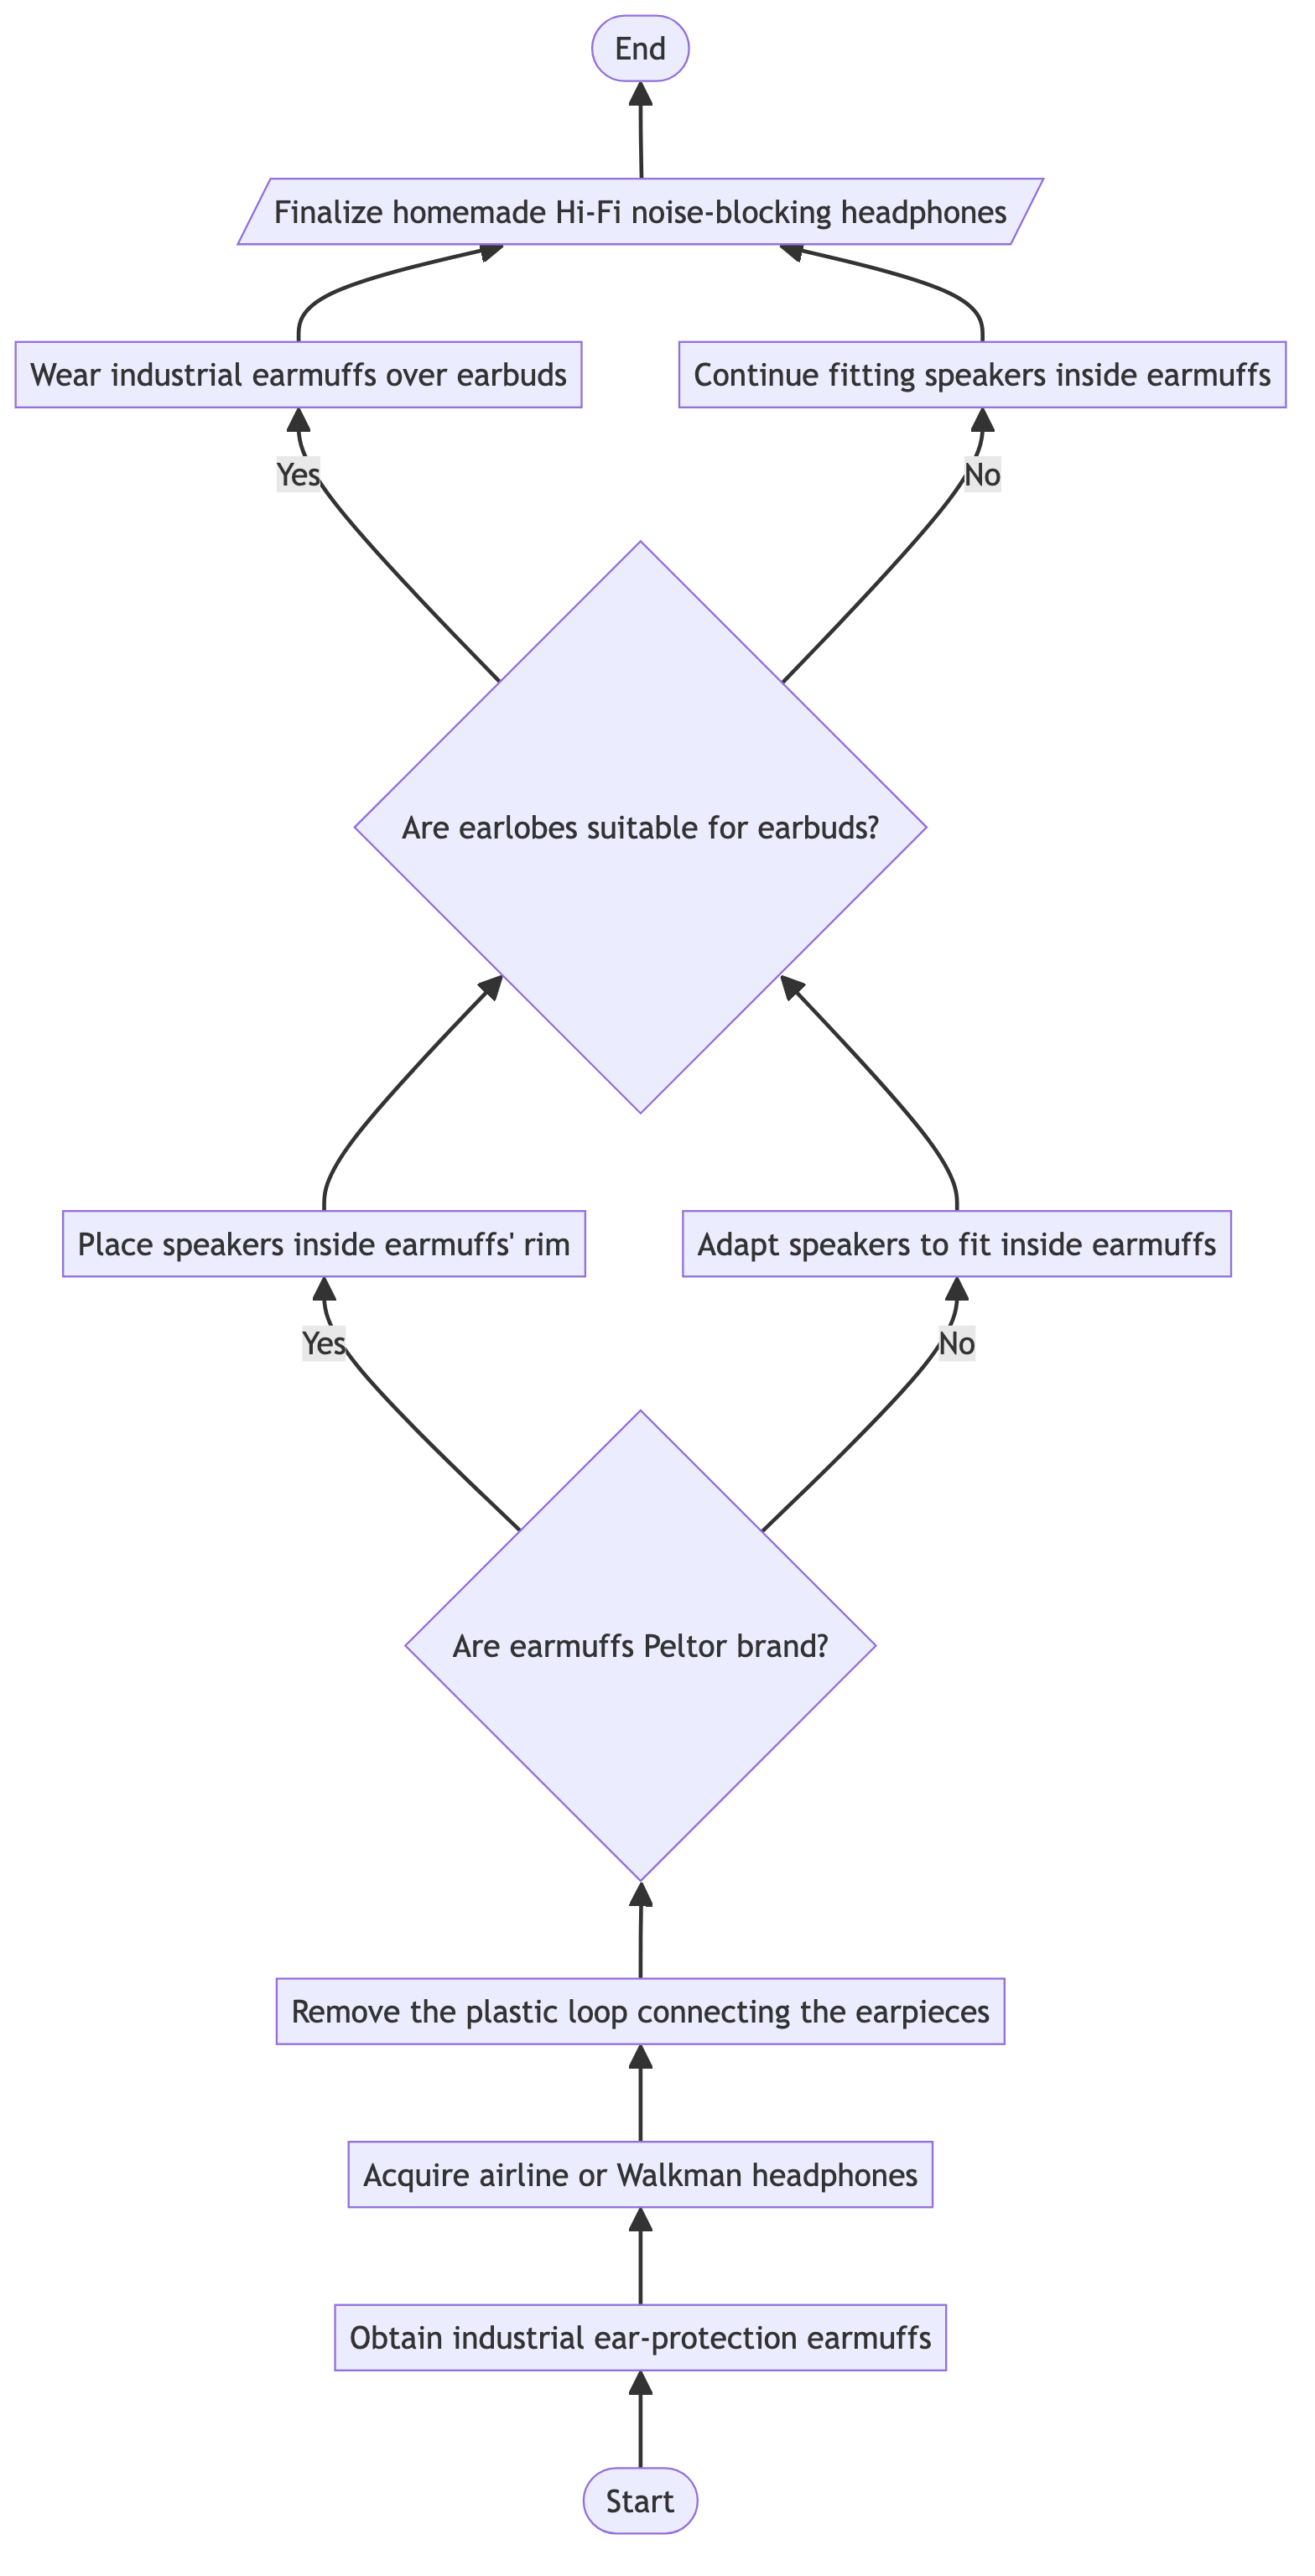 End
Finalize homemade Hi-Fi noise-blocking headphones
Wear industrial earmuffs over earbuds
Continue fitting speakers inside earmuffs
Yes
No
Are earlobes suitable for earbuds?
Place speakers inside earmuffs' rim
Adapt speakers to fit inside earmuffs
Yes
No
Are earmuffs Peltor brand?
Remove the plastic loop connecting the earpieces
Acquire airline or Walkman headphones
Obtain industrial ear-protection earmuffs
Start